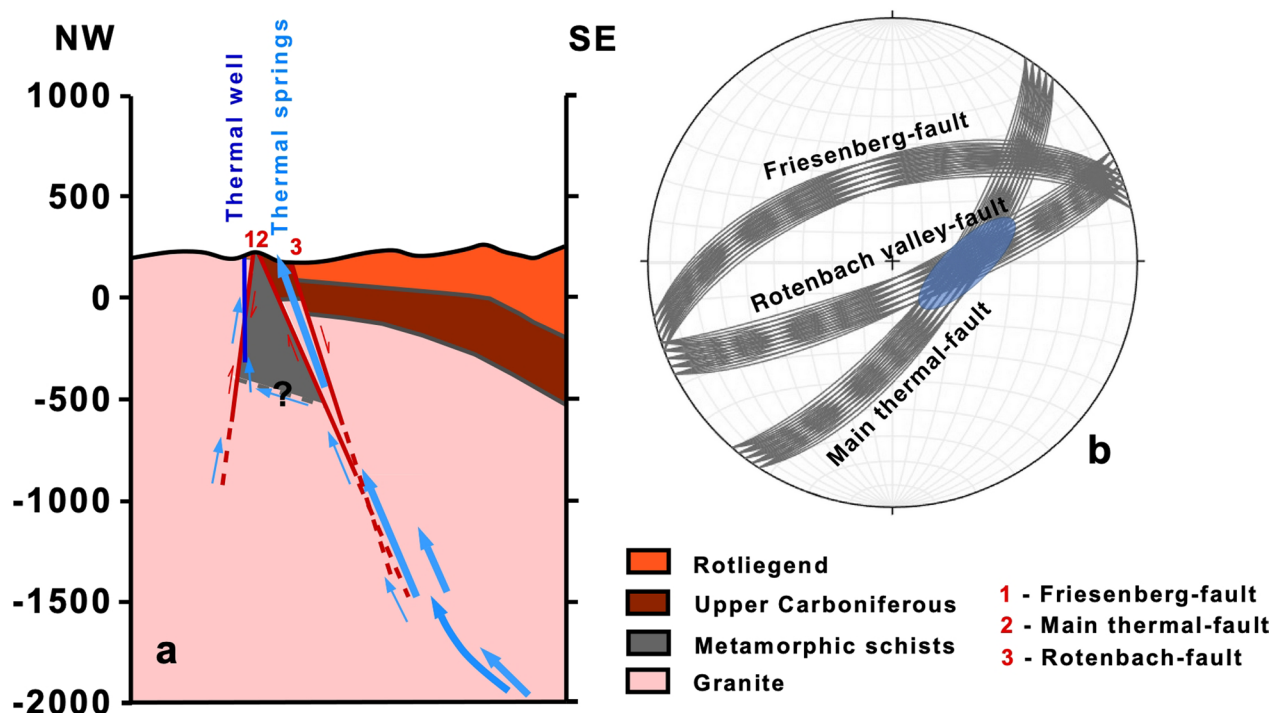 NW
SE
Thermal well
Thermal springs
1000
500
0
-500
-1000
-1500
-2000
12
3
?
a
Friesenberg-fault
Rotenbach valley-fault
Main thermal-fault
b
Rotliegend
Upper Carboniferous
Metamorphic schists
Granite
1 - Friesenberg-fault
2 - Main thermal-fault
3 - Rotenbach-fault